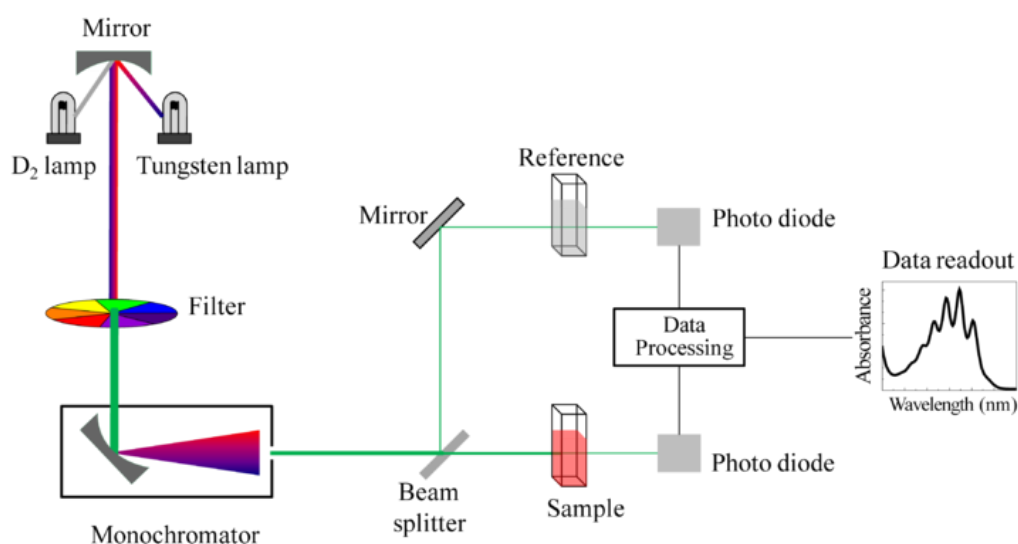 Mirror
D₂ lamp
Tungsten lamp
Filter
Monochromator
Mirror
Reference
Photo diode
Data readout
Data
Processing
Absorbance
Wavelength (nm)
Beam
splitter
Sample
Photo diode